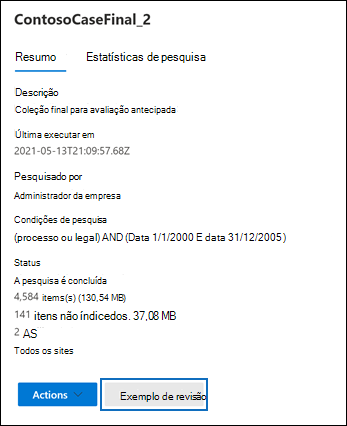 ContosoCaseFinal_2
Resumo Estatísticas de pesquisa
Descrição
Coleção final para avaliação antecipada
Última executar em
2021-05-13T21:09:57.68Z
Pesquisado por
Administrador da empresa
Condições de pesquisa
(processo ou legal) AND (Data 1/1/2000 E data 31/12/2005)
Status
A pesquisa é concluída
4,584 items(s) (130,54 MB)
141 itens não índicedos. 37,08 MB
2 AS
Todos os sites
Actions Exemplo de revisão